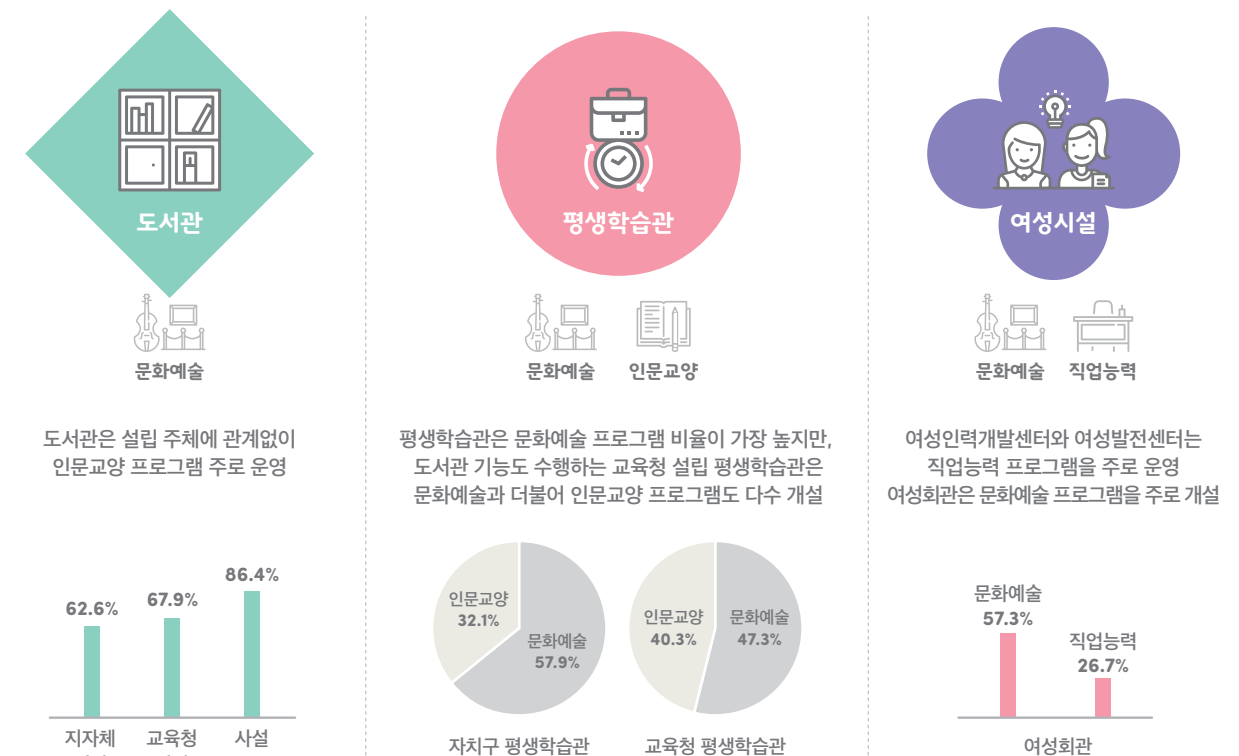 도서관
문화예술
도서관은 설립 주체에 관계없이
인문교양 프로그램 주로 운영
62.6%
67.9%
86.4%
지자체
교육청
사설
평생학습관
문화예술
인문교양
평생학습관은 문화예술 프로그램 비율이 가장 높지만,
도서관 기능도 수행하는 교육청 설립 평생학습관은
문화예술과 더불어 인문교양 프로그램도 다수 개설
인문교양
32.1%
문화예술
57.9%
자치구 평생학습관
인문교양
40.3%
문화예술
47.3%
교육청 평생학습관
여성시설
문화예술
직업능력
여성인력개발센터와 여성발전센터는
직업능력 프로그램을 주로 운영
여성회관은 문화예술 프로그램을 주로 개설
문화예술
57.3%
직업능력
26.7%
여성회관